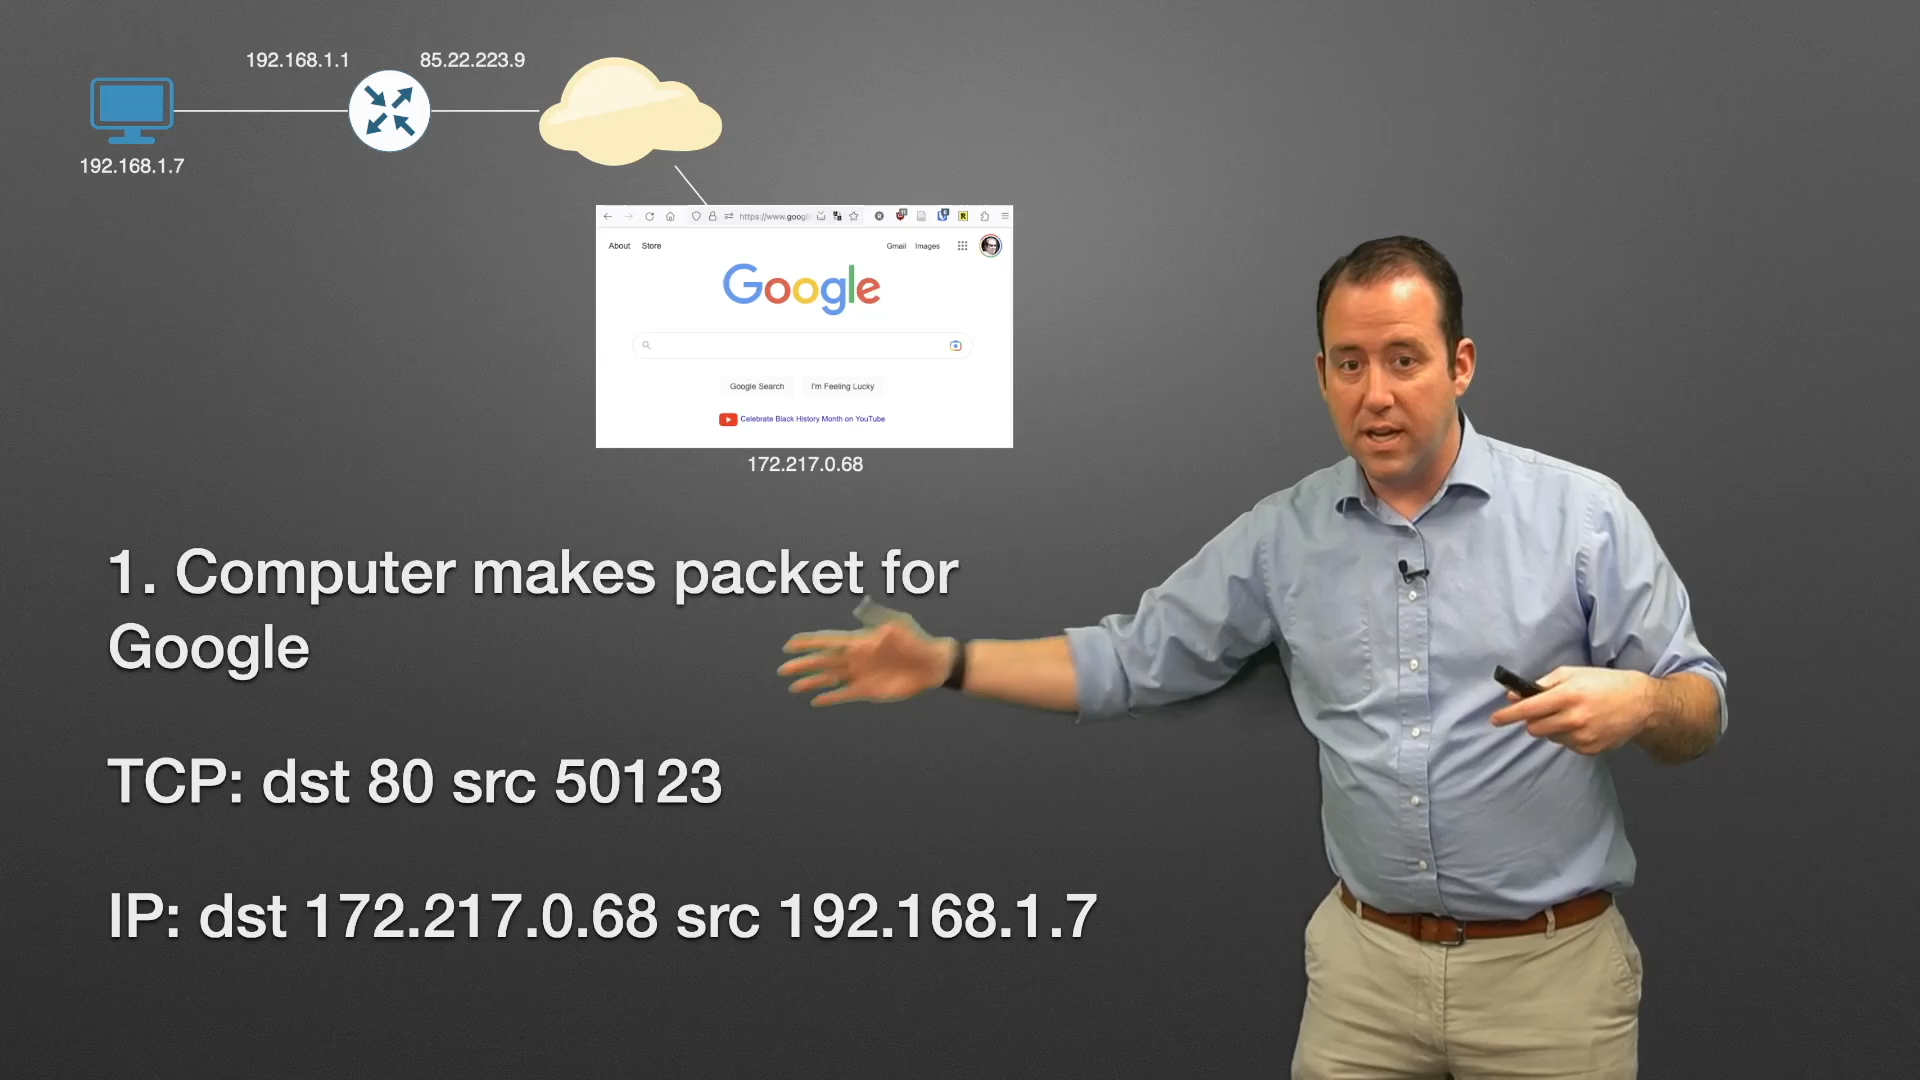 192.168.1.1
85.22.223.9
192.168.1.7
https://www.googl
About Store
Gmail Images
Google
Google Search
I'm Feeling Lucky
Celebrate Black History Month on YouTube
172.217.0.68
1. Computer makes packet for
Google
TCP: dst 80 src 50123
IP: dst 172.217.0.68 src 192.168.1.7